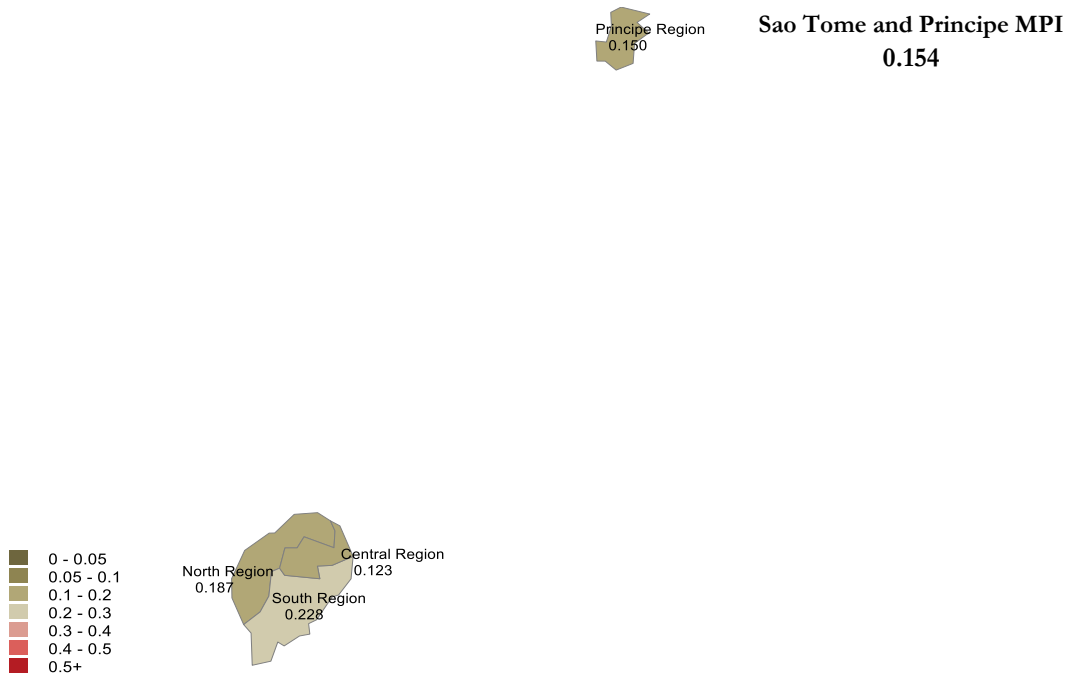 Sao Tome and Principe MPI
0.154
Principe Region
0.150
Central Region
0.123
North Region
0.187
South Region
0.228
0 - 0.05
0.05 - 0.1
0.1 - 0.2
0.2 - 0.3
0.3 - 0.4
0.4 - 0.5
0.5+